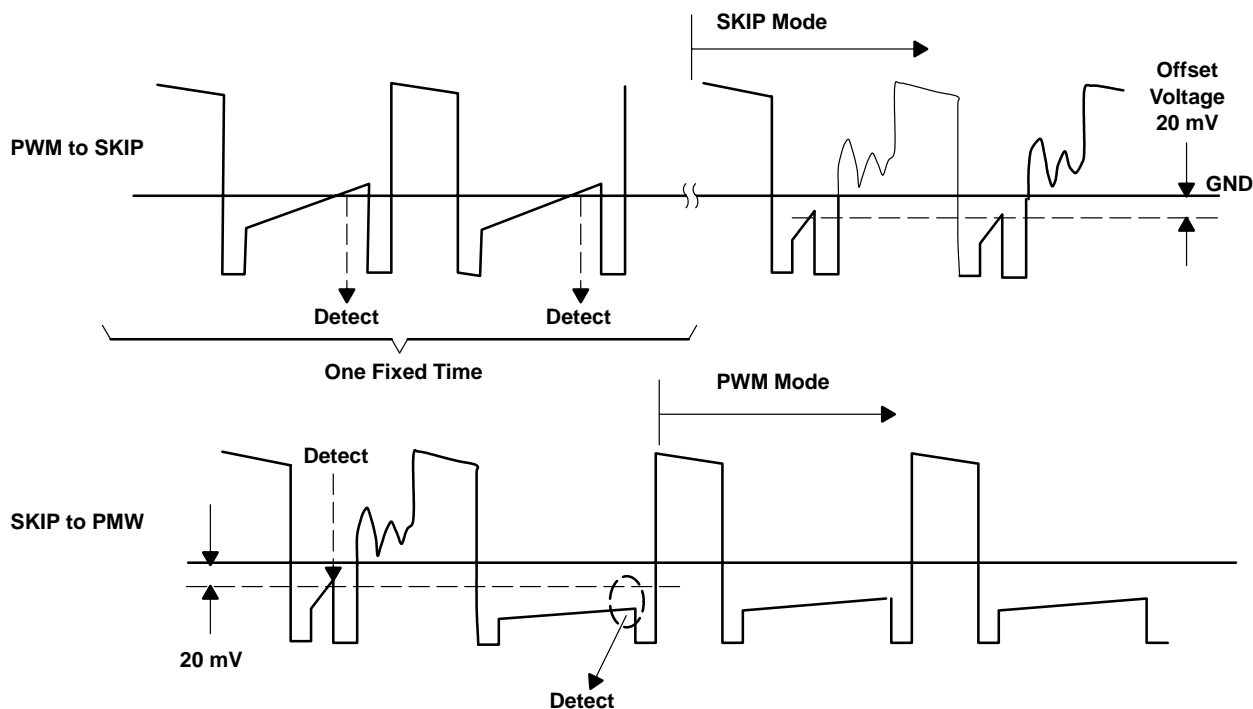 SKIP Mode
Offset
Voltage
20 mV
PWM to SKIP
GND
Detect
Detect
One Fixed Time
PWM Mode
Detect
SKIP to PMW
20 mV
Detect